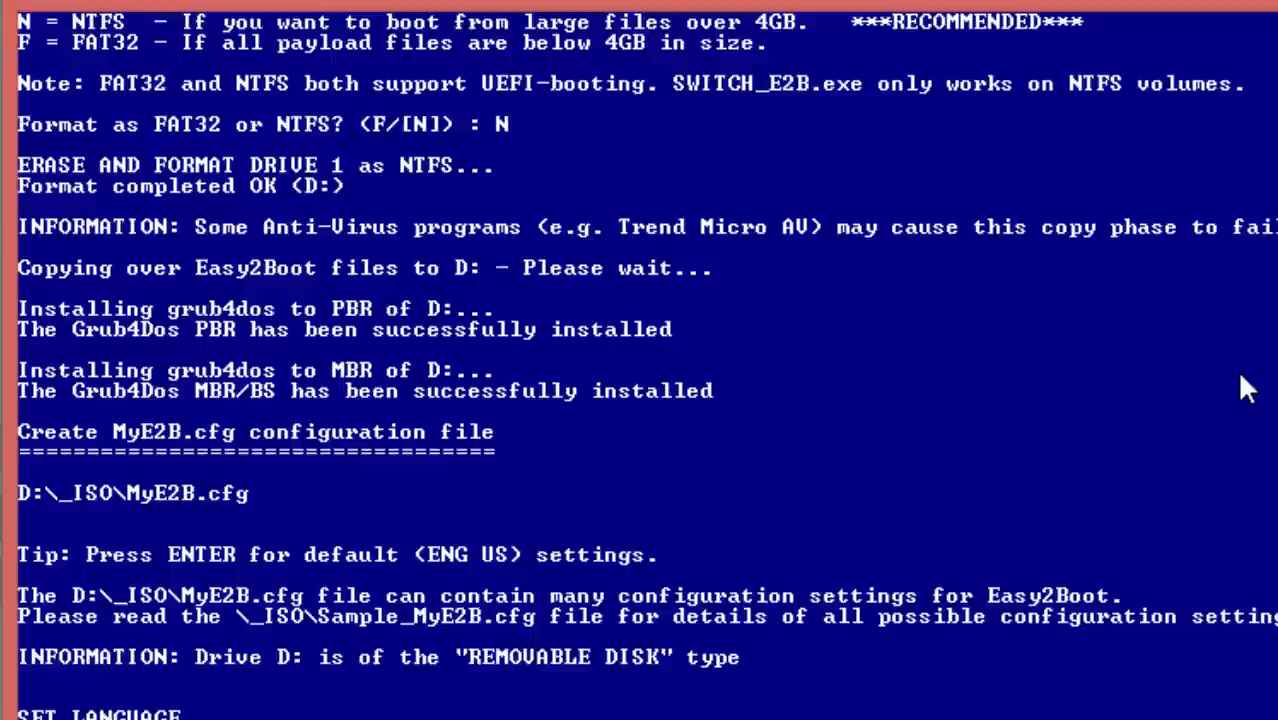 N = NTFS  - If you want to boot from large files over 4GB.   ***RECOMMENDED***
F = FAT32 - If all payload files are below 4GB in size.
Note: FAT32 and NTFS both support UEFI-booting. SWITCH_E2B.exe only works on NTFS volumes.
Format as FAT32 or NTFS? (F/[N]) : N
ERASE AND FORMAT DRIVE 1 as NTFS...
Format completed OK (D:)
INFORMATION: Some Anti-Virus programs (e.g. Trend Micro AV) may cause this copy phase to fail
Copying over Easy2Boot files to D: - Please wait...
Installing grub4dos to PBR of D:...
The Grub4Dos PBR has been successfully installed
Installing grub4dos to MBR of D:...
The Grub4Dos MBR/BS has been successfully installed
Create MyE2B.cfg configuration file
===================================
D:\_ISO\MyE2B.cfg
Tip: Press ENTER for default (ENG US) settings.
The D:\_ISO\MyE2B.cfg file can contain many configuration settings for Easy2Boot.
Please read the \_ISO\Sample_MyE2B.cfg file for details of all possible configuration setting
INFORMATION: Drive D: is of the "REMOVABLE DISK" type
SET LANGUAGE